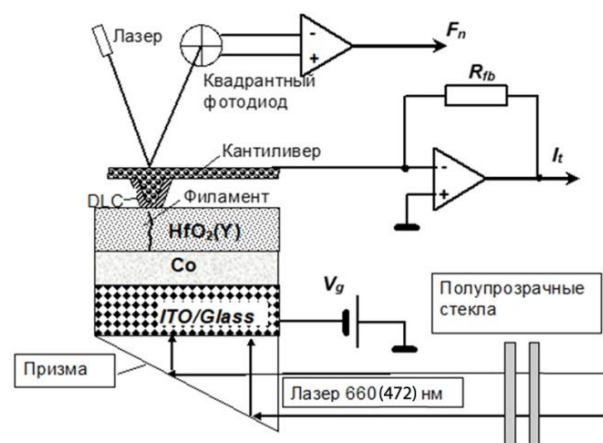 Лазер
Квадрантный
фотодиод
-
+
Fn
Rfb
It
-
+
Кантиливер
DLC
Филамент
HfO2(Y)
Co
ITO/Glass
Vg
Полупрозрачные
стекла
Призма
Лазер 660(472) нм